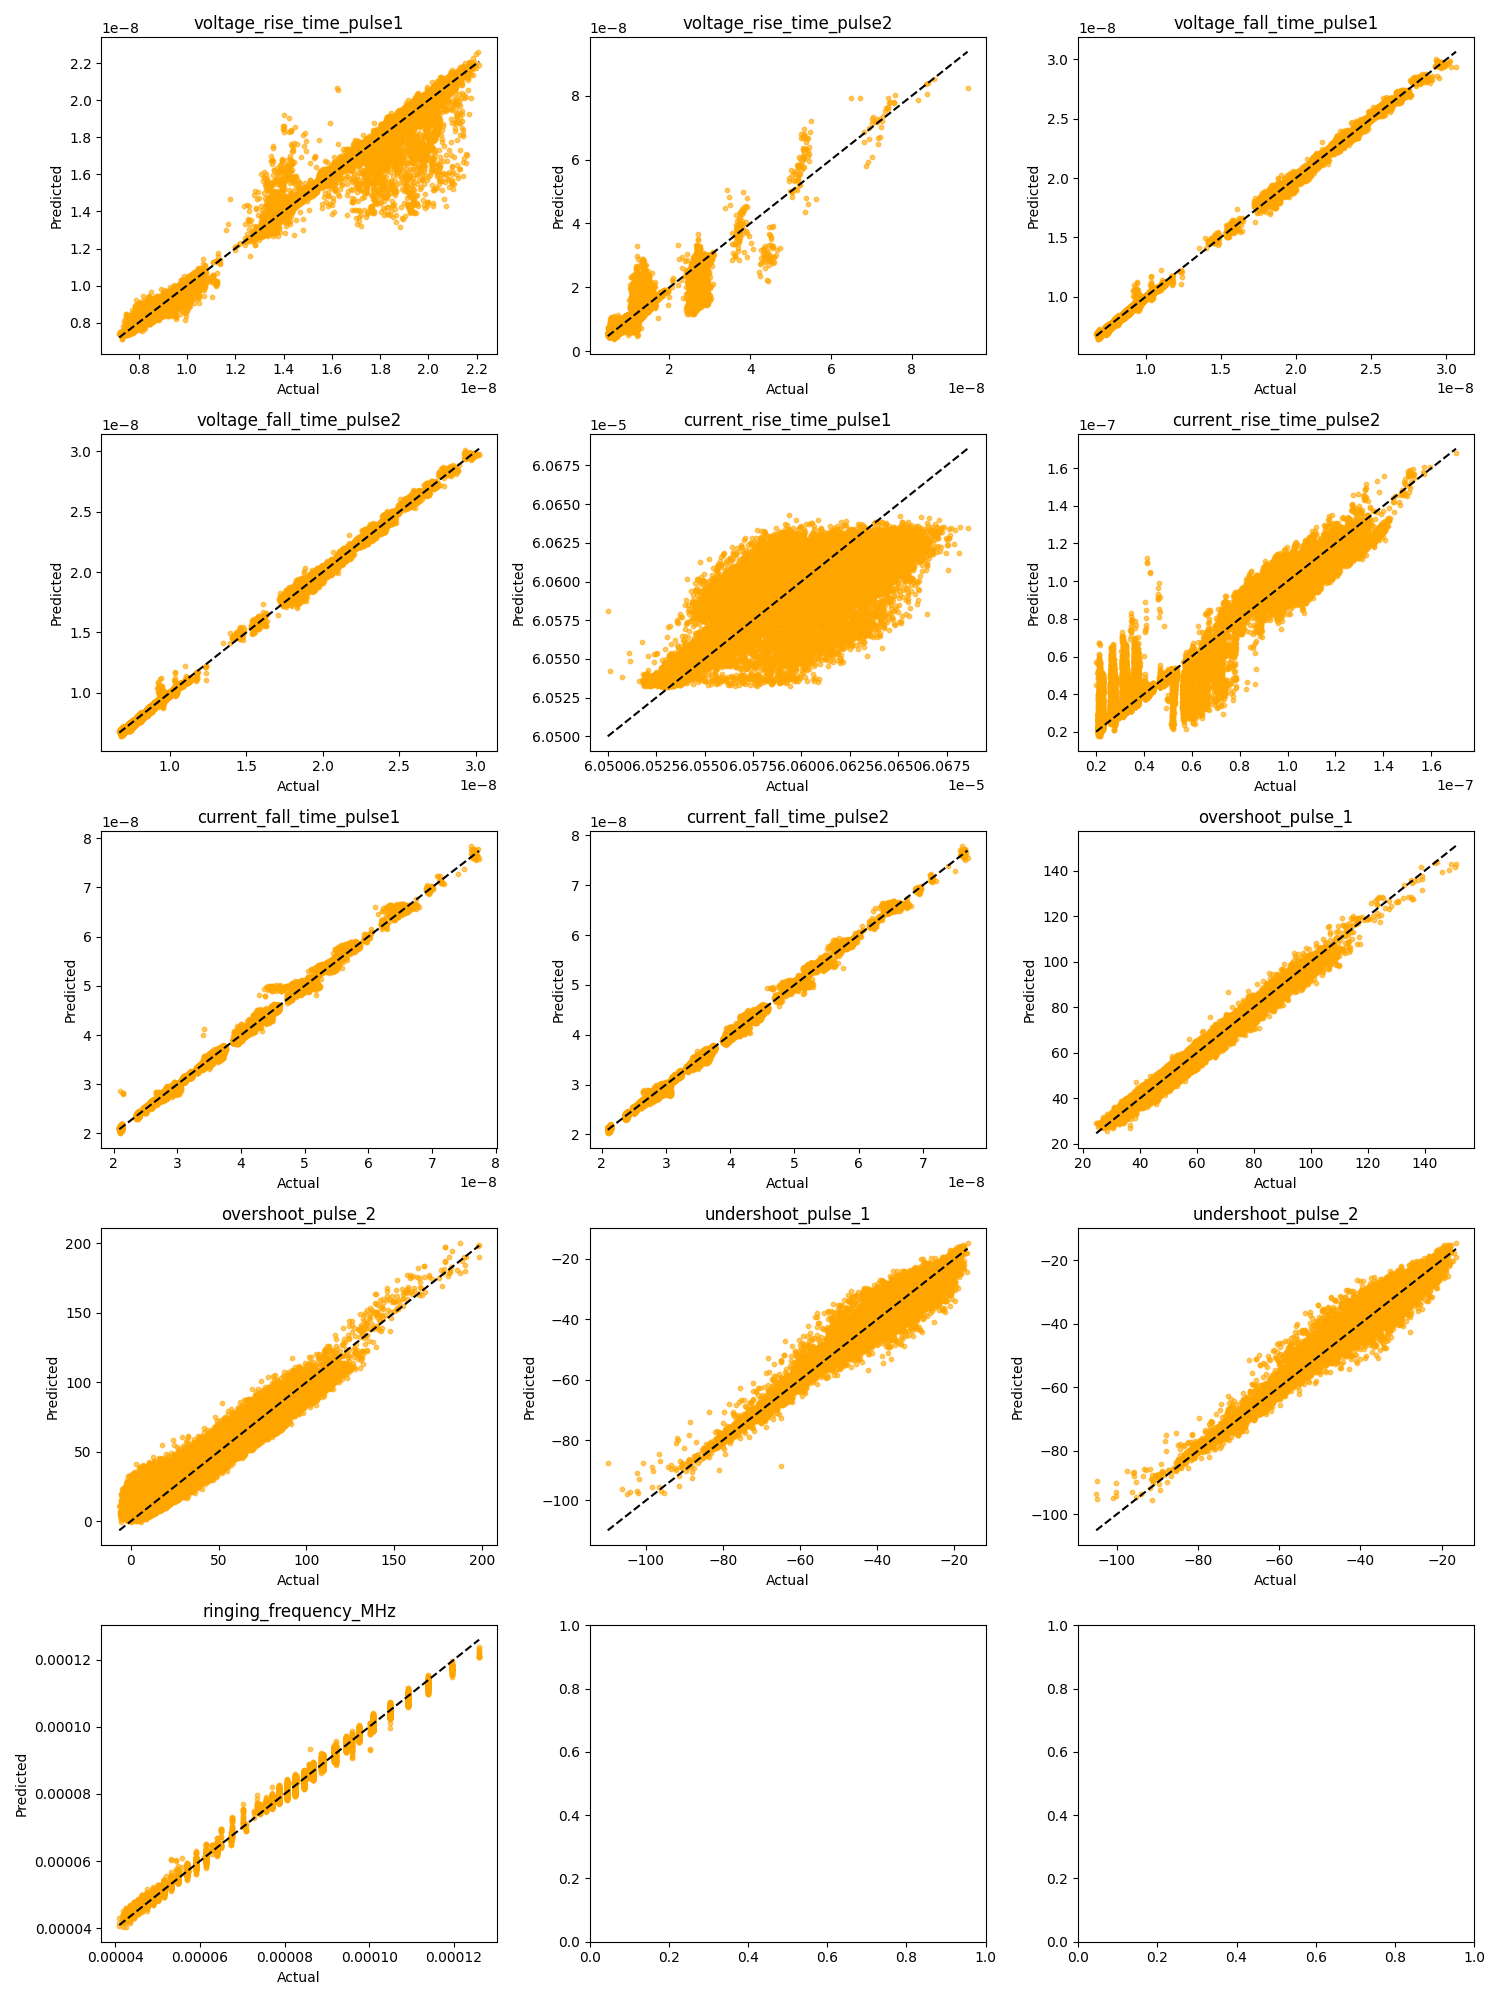 voltage_rise_time_pulse1
1e−8
2.2
2.0
1.8
1.6
1.4
1.2
1.0
0.8
Predicted
0.8 1.0 1.2 1.4 1.6 1.8 2.0 2.2
1e−8
Actual
voltage_rise_time_pulse2
1e−8
8
6
4
2
0
Predicted
2 4 6 8
1e−8
Actual
voltage_fall_time_pulse1
1e−8
3.0
2.5
2.0
1.5
1.0
Predicted
1.0 1.5 2.0 2.5 3.0
1e−8
Actual
voltage_fall_time_pulse2
1e−8
3.0
2.5
2.0
1.5
1.0
Predicted
1.0 1.5 2.0 2.5 3.0
1e−8
Actual
current_rise_time_pulse1
1e−5
6.0675
6.0650
6.0625
6.0600
6.0575
6.0550
6.0525
6.0500
Predicted
6.0500 6.0525 6.0550 6.0575 6.0600 6.0625 6.0650 6.0675
1e−5
Actual
current_rise_time_pulse2
1e−7
1.6
1.4
1.2
1.0
0.8
0.6
0.4
0.2
Predicted
0.2 0.4 0.6 0.8 1.0 1.2 1.4 1.6
1e−7
Actual
current_fall_time_pulse1
1e−8
8
7
6
5
4
3
2
Predicted
2 3 4 5 6 7 8
1e−8
Actual
current_fall_time_pulse2
1e−8
8
7
6
5
4
3
2
Predicted
2 3 4 5 6 7
1e−8
Actual
overshoot_pulse_1
140
120
100
80
60
40
20
Predicted
20 40 60 80 100 120 140
Actual
overshoot_pulse_2
200
150
100
50
0
Predicted
0 50 100 150 200
Actual
undershoot_pulse_1
−20
−40
−60
−80
−100
Predicted
−100 −80 −60 −40 −20
Actual
undershoot_pulse_2
−20
−40
−60
−80
−100
Predicted
−100 −80 −60 −40 −20
Actual
ringing_frequency_MHz
0.00012
0.00010
0.00008
0.00006
0.00004
Predicted
0.00004 0.00006 0.00008 0.00010 0.00012
Actual
1.0
0.8
0.6
0.4
0.2
0.0
0.0 0.2 0.4 0.6 0.8 1.0
1.0
0.8
0.6
0.4
0.2
0.0
0.0 0.2 0.4 0.6 0.8 1.0